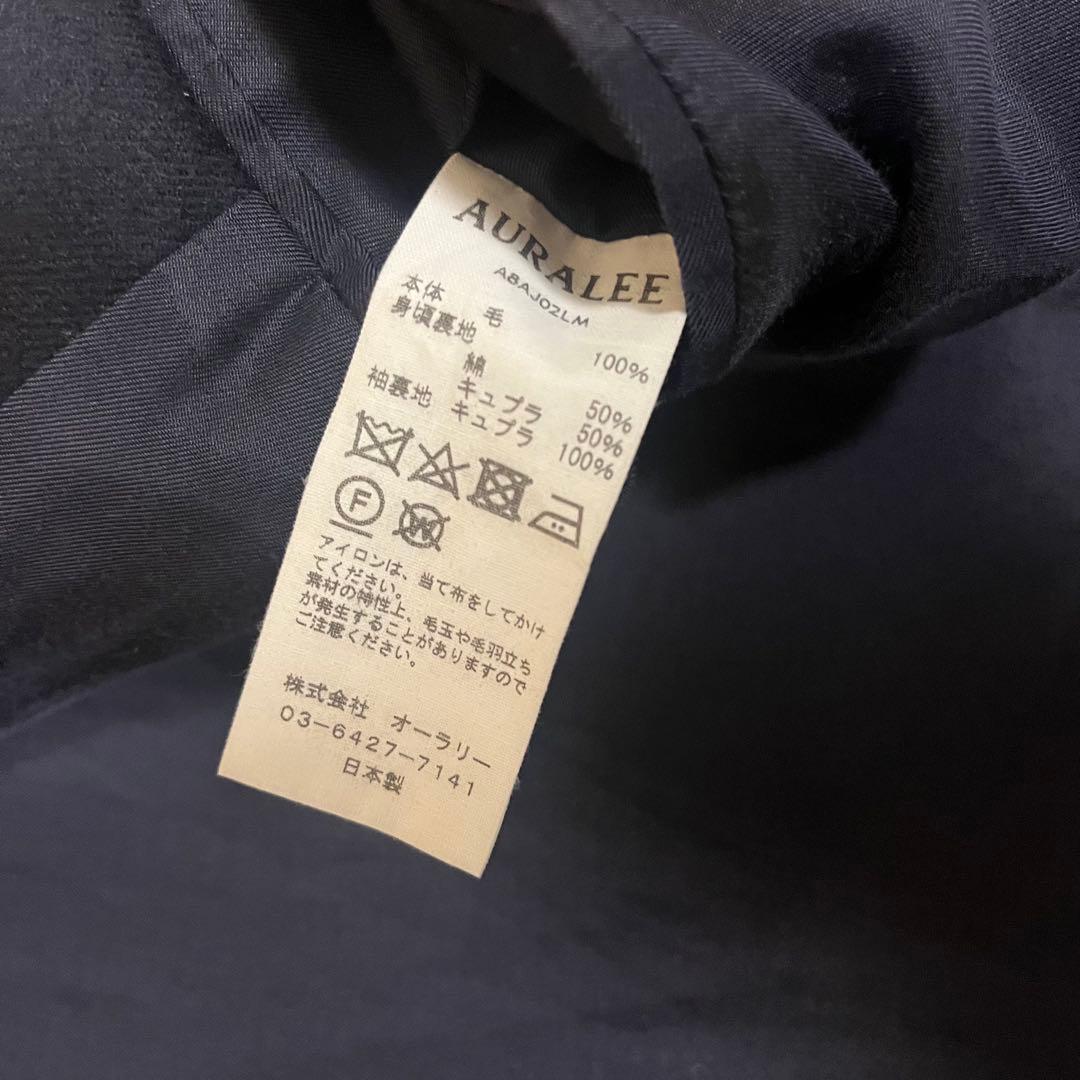 AURALEE
A8AJ02LM
本体
毛 100%
身頃裏地
綿 50%
キュプラ 50%
袖裏地 キュプラ 100%
F
W
アイロンは、当て布をしてかけ
てください。
素材の特性上、毛玉や毛羽立ち
が発生することがありますので
ご注意ください。
株式会社 オーラリー
03-6427-7141
日本製